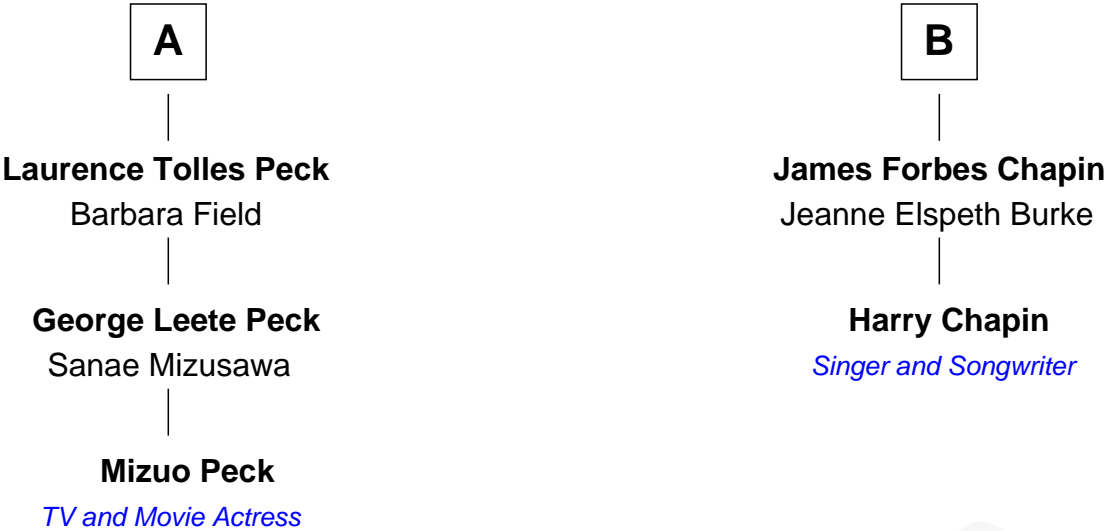 A
Laurence Tolles Peck
Barbara Field
George Leete Peck
Sanae Mizusawa
Mizuo Peck
TV and Movie Actress
B
James Forbes Chapin
Jeanne Elspeth Burke
Harry Chapin
Singer and Songwriter